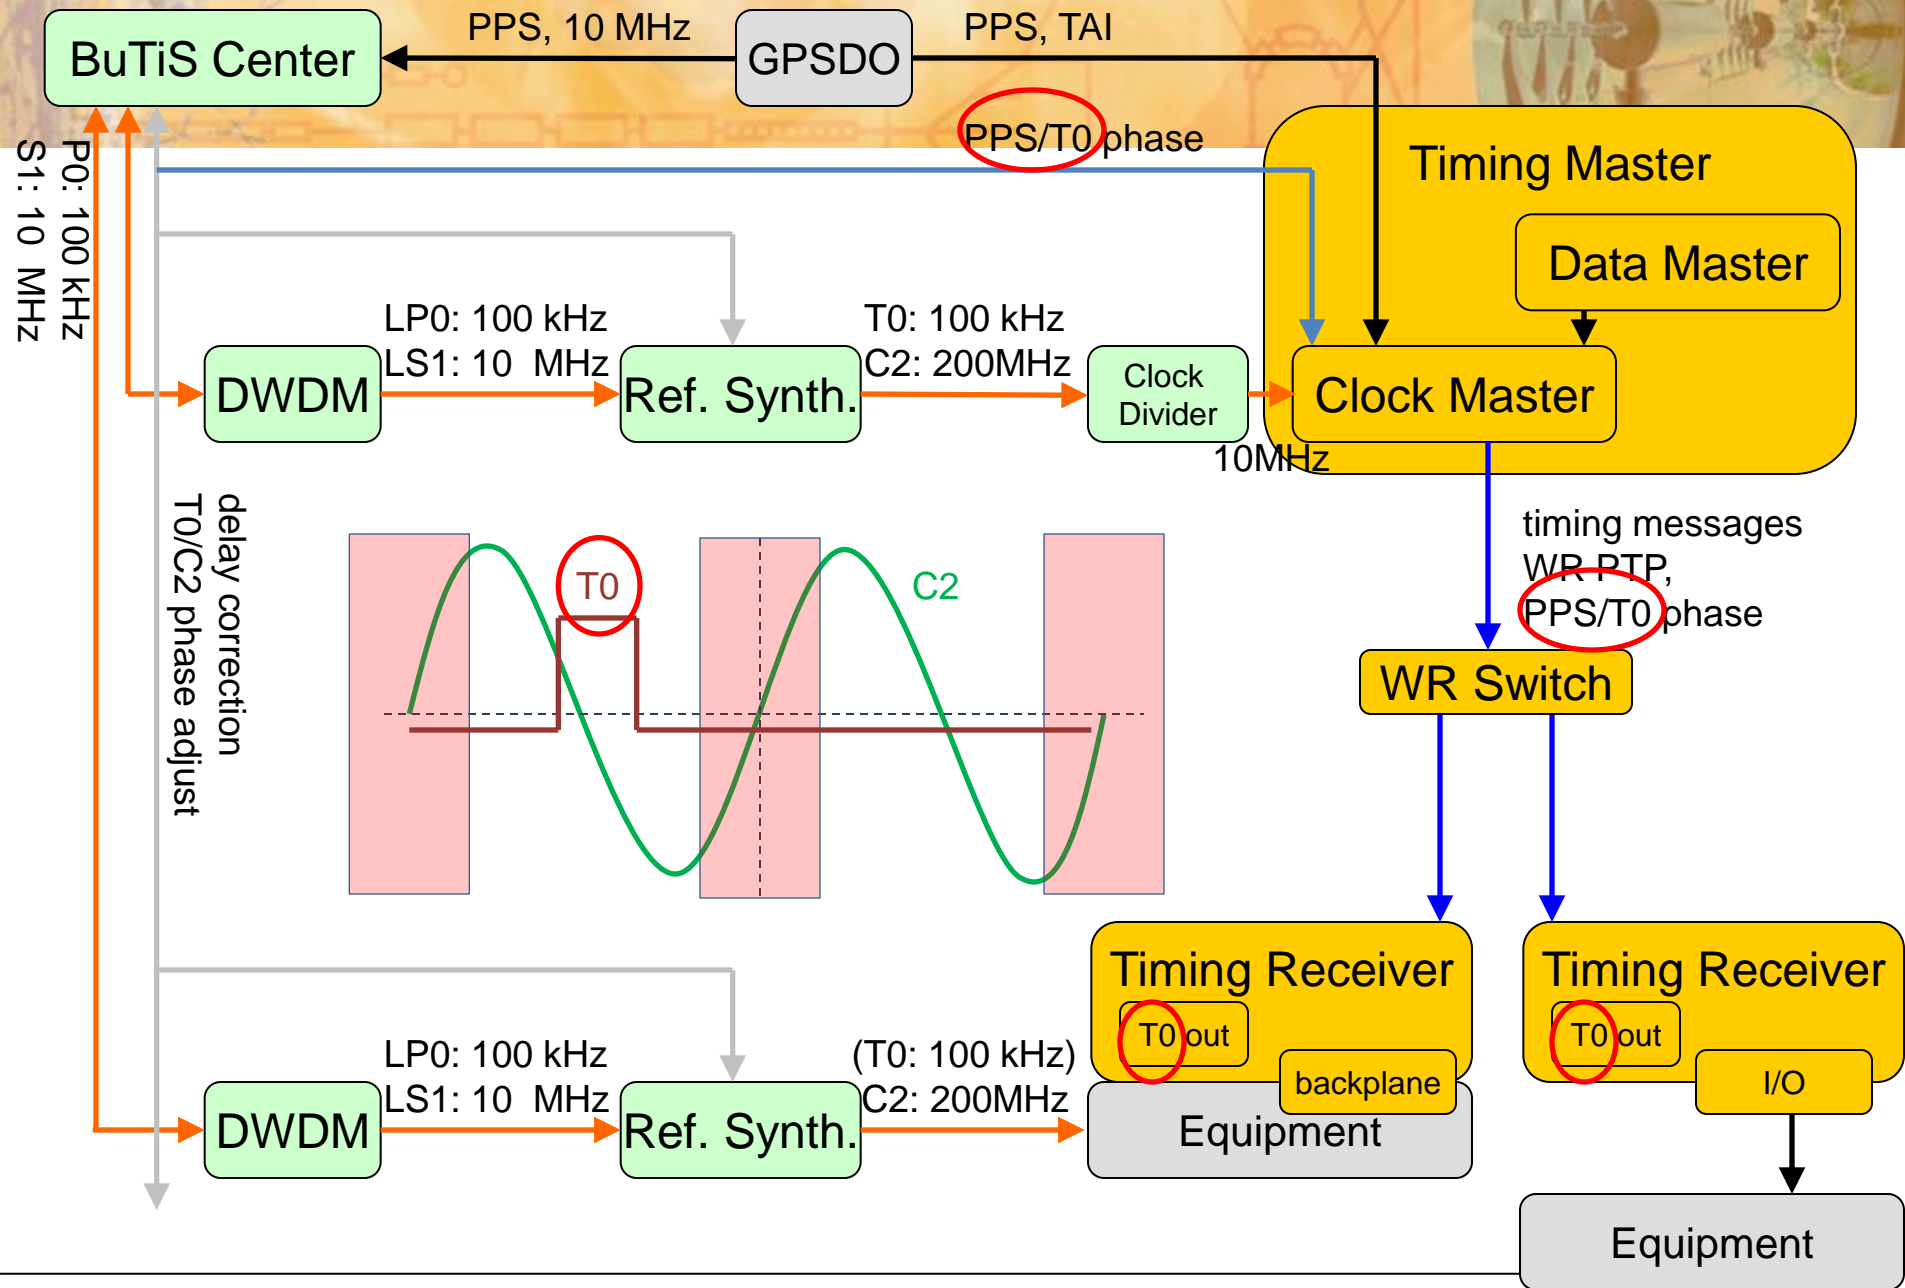 BuTiS Center
PPS, 10 MHz
GPSDO
PPS, TAI
PPS/T0 phase
P0: 100 kHz
S1: 10 MHz
Timing Master
Data Master
LP0: 100 kHz
LS1: 10 MHz
T0: 100 kHz
C2: 200MHz
DWDM
Ref. Synth.
Clock
Divider
Clock Master
10MHz
delay correction
T0/C2 phase adjust
T0
C2
timing messages
WR PTP,
PPS/T0 phase
WR Switch
Timing Receiver
T0 out
backplane
Timing Receiver
T0 out
I/O
LP0: 100 kHz
LS1: 10 MHz
(T0: 100 kHz)
C2: 200MHz
DWDM
Ref. Synth.
Equipment
Equipment